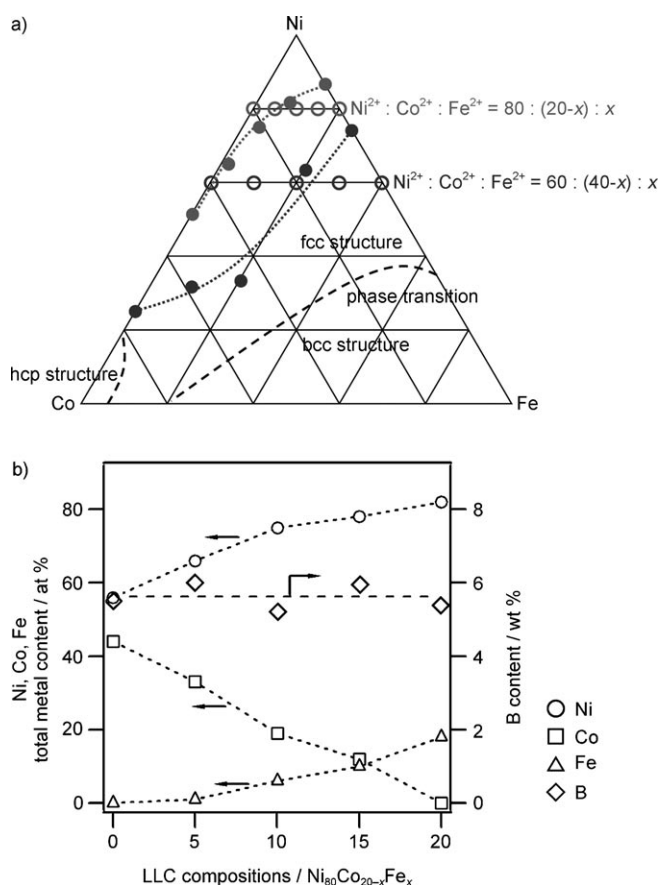 a)
Ni
Ni²⁺ : Co²⁺ : Fe²⁺ = 80 : (20-x) : x
Ni²⁺ : Co²⁺ : Fe²⁺ = 60 : (40-x) : x
fcc structure
phase transition
bcc structure
hcp structure
Co
Fe
b)
80
60
40
20
0
Ni, Co, Fe
total metal content / at %
8
6
4
2
0
B content / wt %
Ni
Co
Fe
B
0
5
10
15
20
LLC compositions / Ni₈₀Co₂₀₋ₓFeₓ